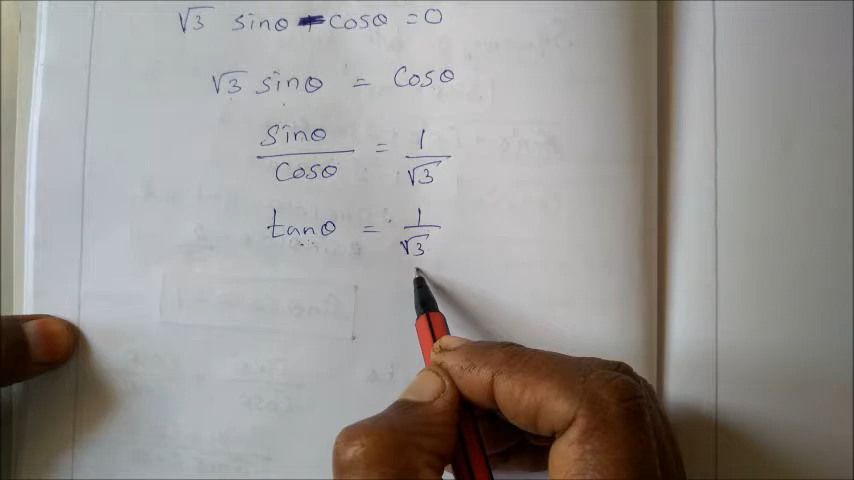 √3 sinθ - cosθ = 0
√3 sinθ = cosθ
sinθ/cosθ = 1/√3
tanθ = 1/√3